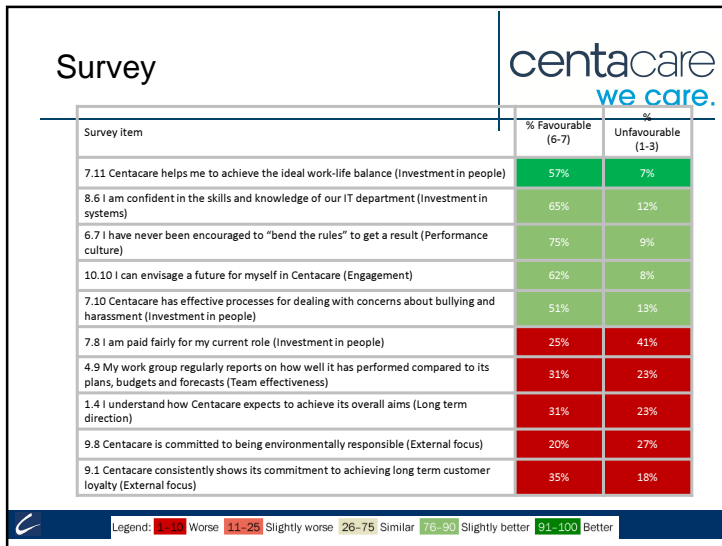 Survey
centacare
we care.
Survey item
% Favourable
(6-7)
%
Unfavourable
(1-3)
7.11 Centacare helps me to achieve the ideal work-life balance (Investment in people)
57%
7%
8.6 I am confident in the skills and knowledge of our IT department (Investment in
systems)
65%
12%
6.7 I have never been encouraged to “bend the rules” to get a result (Performance
culture)
75%
9%
10.10 I can envisage a future for myself in Centacare (Engagement)
62%
8%
7.10 Centacare has effective processes for dealing with concerns about bullying and
harassment (Investment in people)
51%
13%
7.8 I am paid fairly for my current role (Investment in people)
25%
41%
4.9 My work group regularly reports on how well it has performed compared to its
plans, budgets and forecasts (Team effectiveness)
31%
23%
1.4 I understand how Centacare expects to achieve its overall aims (Long term
direction)
31%
23%
9.8 Centacare is committed to being environmentally responsible (External focus)
20%
27%
9.1 Centacare consistently shows its commitment to achieving long term customer
loyalty (External focus)
35%
18%
Legend: 1–10 Worse 11–25 Slightly worse 26–75 Similar 76–90 Slightly better 91–100 Better